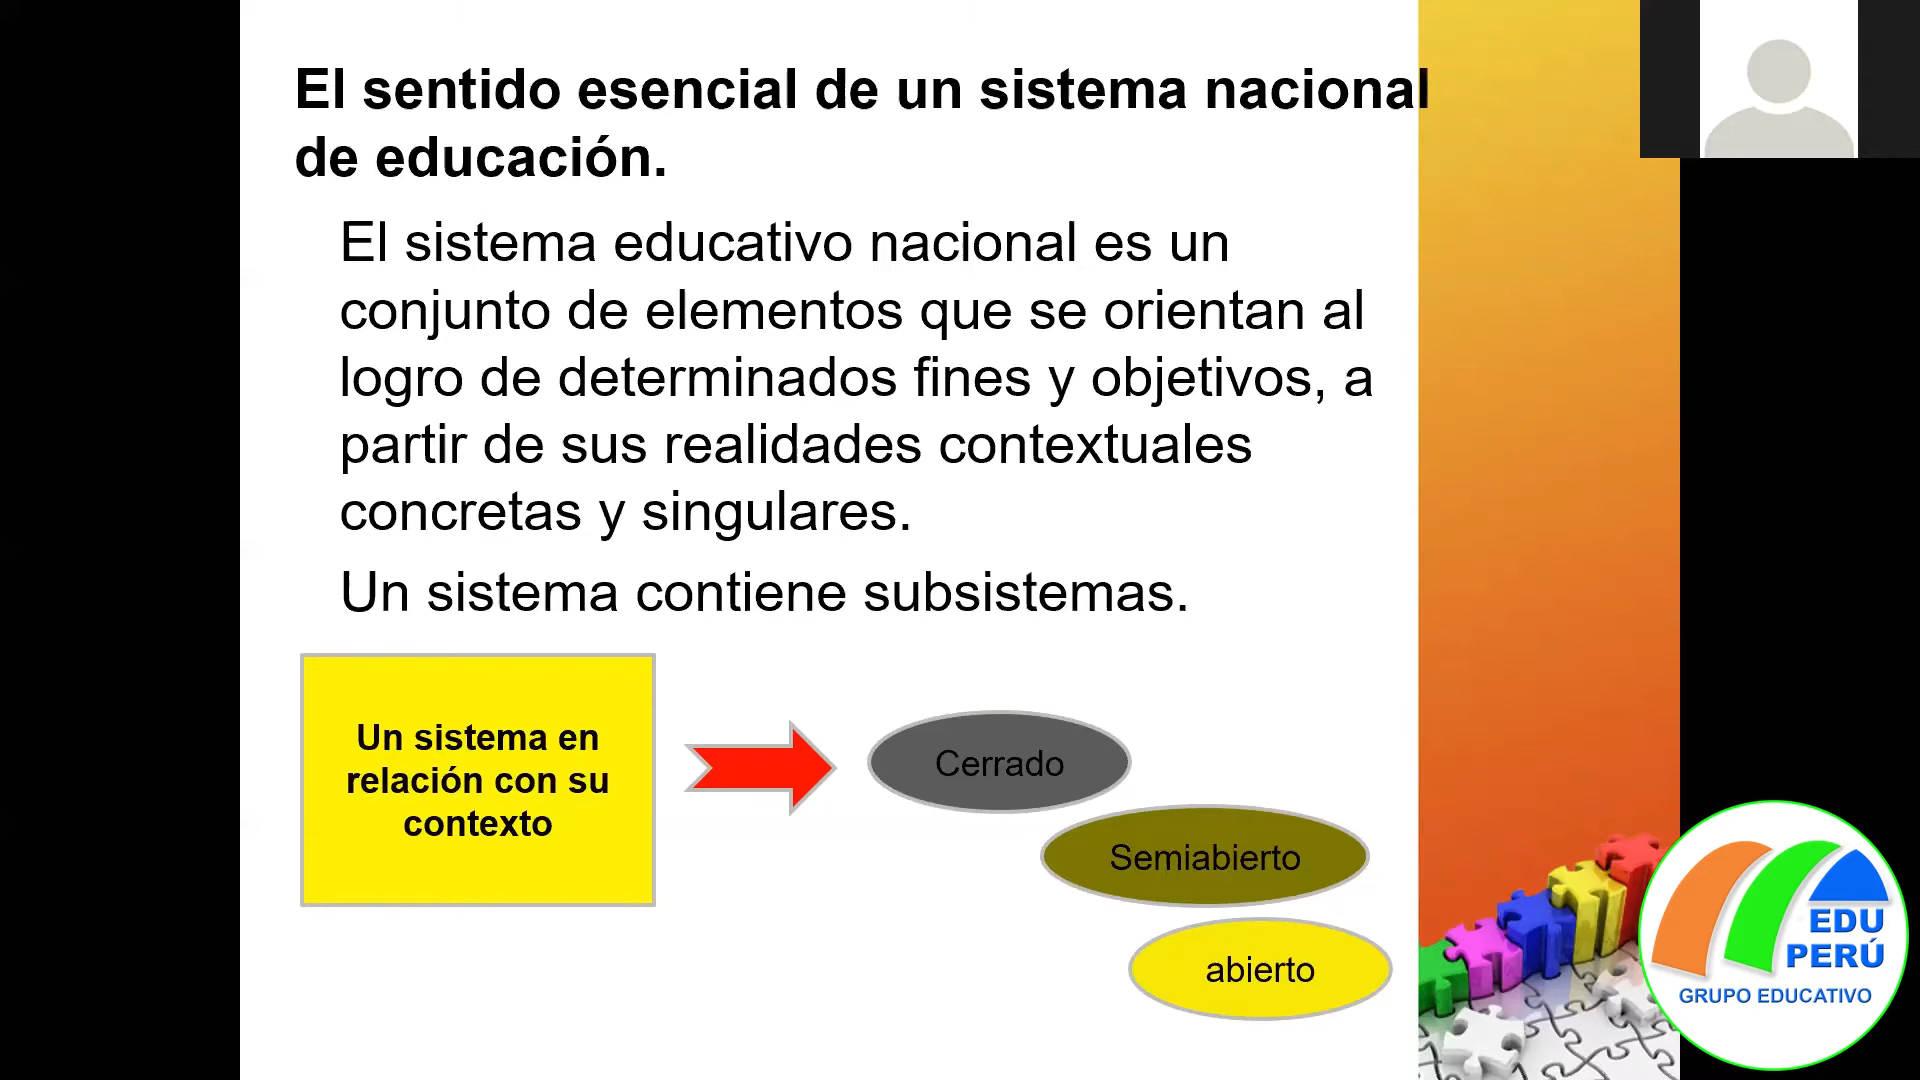 El sentido esencial de un sistema nacional
de educación.
El sistema educativo nacional es un
conjunto de elementos que se orientan al
logro de determinados fines y objetivos, a
partir de sus realidades contextuales
concretas y singulares.
Un sistema contiene subsistemas.
Un sistema en
relación con su
contexto
Cerrado
Semiabierto
abierto
EDU
PERÚ
GRUPO EDUCATIVO